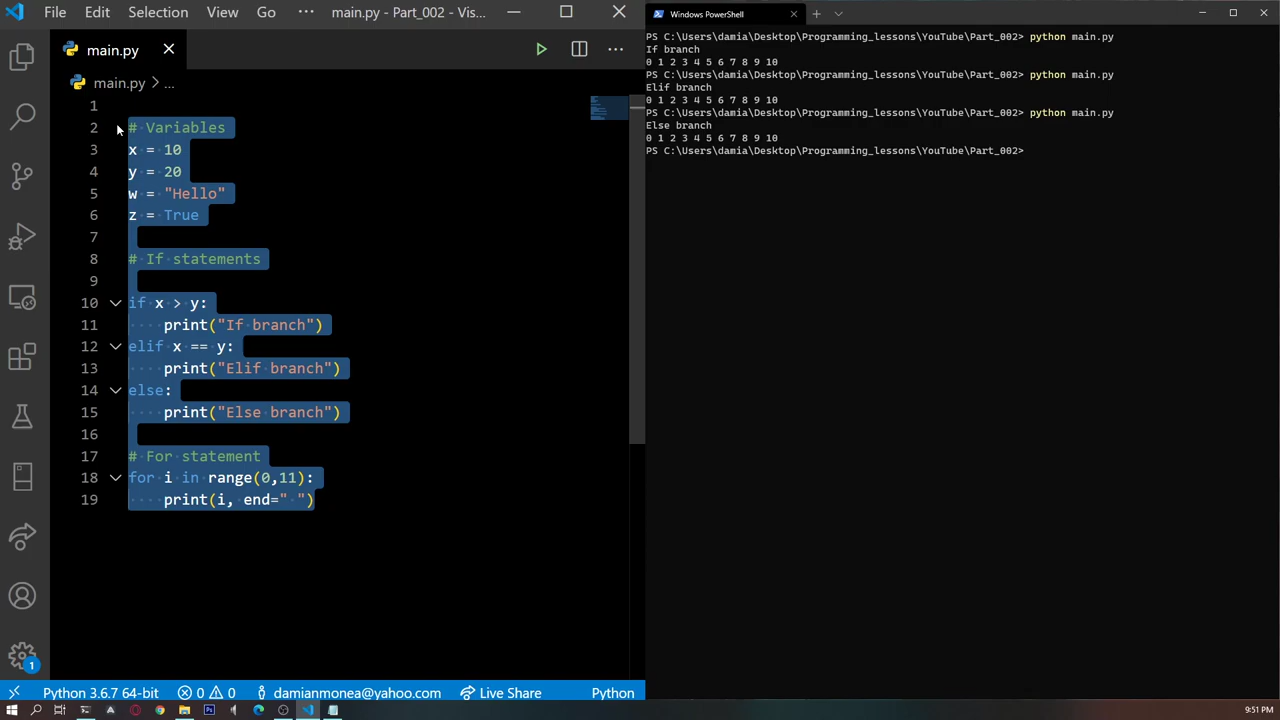 File Edit Selection View Go ··· main.py - Part_002 - Vis...
main.py
main.py > ...
1
2 # Variables
3 x = 10
4 y = 20
5 w = "Hello"
6 z = True
7
8 # If statements
9
10 if x > y:
11 print("If branch")
12 elif x == y:
13 print("Elif branch")
14 else:
15 print("Else branch")
16
17 # For statement
18 for i in range(0,11):
19 print(i, end=" ")
1
Python 3.6.7 64-bit 0 0 damianmonea@yahoo.com Live Share Python
Windows PowerShell
PS C:\Users\damia\Desktop\Programming_lessons\YouTube\Part_002> python main.py
If branch
0 1 2 3 4 5 6 7 8 9 10
PS C:\Users\damia\Desktop\Programming_lessons\YouTube\Part_002> python main.py
Elif branch
0 1 2 3 4 5 6 7 8 9 10
PS C:\Users\damia\Desktop\Programming_lessons\YouTube\Part_002> python main.py
Else branch
0 1 2 3 4 5 6 7 8 9 10
PS C:\Users\damia\Desktop\Programming_lessons\YouTube\Part_002>
9:51 PM